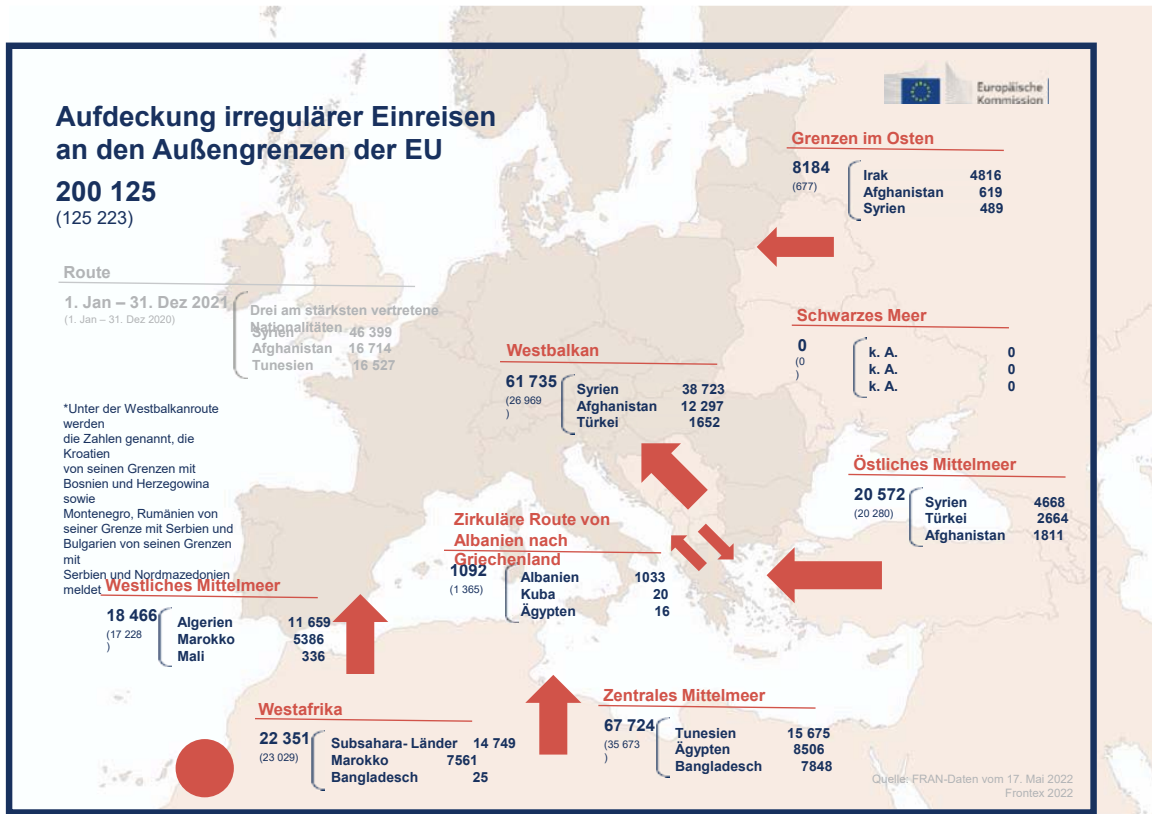 Europäische
Kommission
Aufdeckung irregulärer Einreisen
an den Außengrenzen der EU
200 125
(125 223)
Route
1. Jan – 31. Dez 2021
(1. Jan – 31. Dez 2020)
Drei am stärksten vertretene
Nationalitäten
Syrien 46 399
Afghanistan 16 714
Tunesien 16 527
*Unter der Westbalkanroute
werden
die Zahlen genannt, die
Kroatien
von seinen Grenzen mit
Bosnien und Herzegowina
sowie
Montenegro, Rumänien von
seiner Grenze mit Serbien und
Bulgarien von seinen Grenzen
mit
Serbien und Nordmazedonien
meldet
Grenzen im Osten
8184
(677)
Irak 4816
Afghanistan 619
Syrien 489
Schwarzes Meer
0
(0
)
k. A. 0
k. A. 0
k. A. 0
Westbalkan
61 735
(26 969
)
Syrien 38 723
Afghanistan 12 297
Türkei 1652
Östliches Mittelmeer
20 572
(20 280)
Syrien 4668
Türkei 2664
Afghanistan 1811
Zirkuläre Route von
Albanien nach
Griechenland
1092
(1 365)
Albanien 1033
Kuba 20
Ägypten 16
Westliches Mittelmeer
18 466
(17 228
)
Algerien 11 659
Marokko 5386
Mali 336
Westafrika
22 351
(23 029)
Subsahara- Länder 14 749
Marokko 7561
Bangladesch 25
Zentrales Mittelmeer
67 724
(35 673
)
Tunesien 15 675
Ägypten 8506
Bangladesch 7848
Quelle: FRAN-Daten vom 17. Mai 2022
Frontex 2022